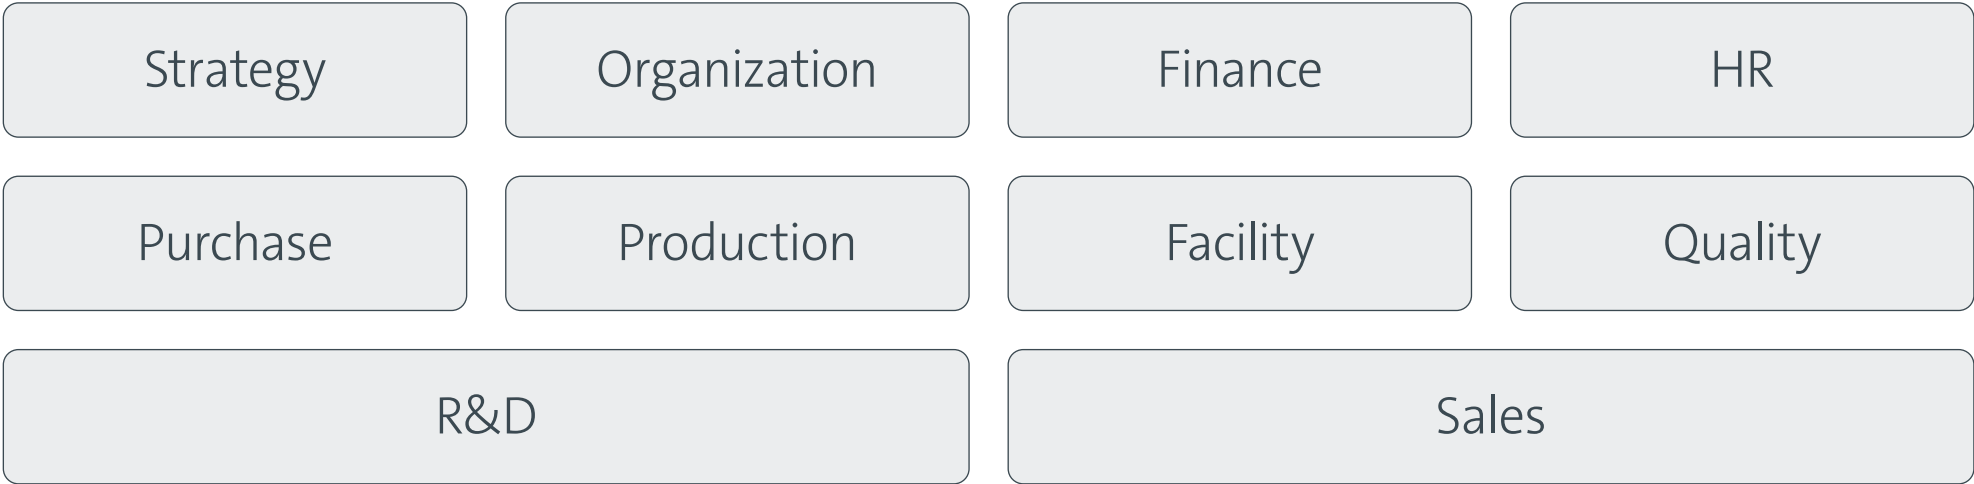 Strategy
Organization
Finance
HR
Purchase
Production
Facility
Quality
R&D
Sales